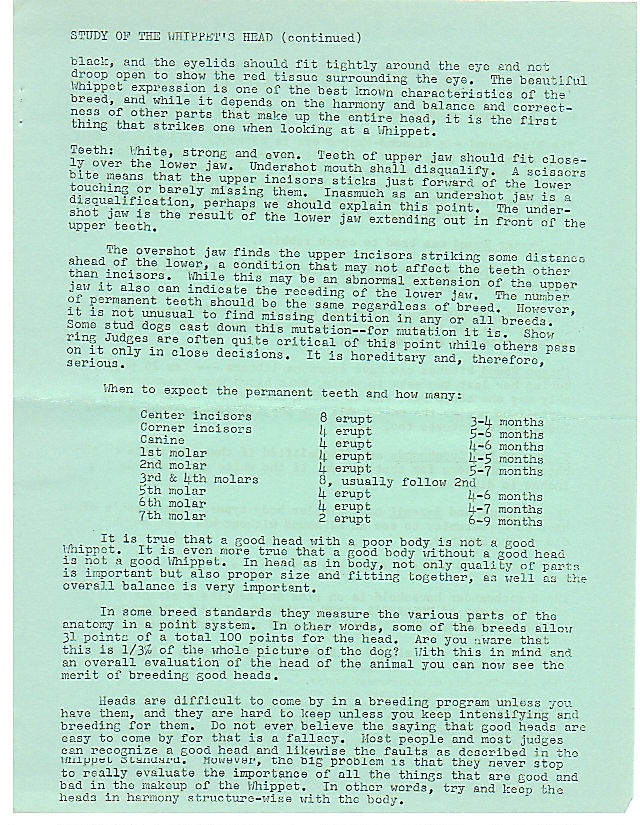 STUDY OF THE WHIPPET'S HEAD (continued)
black, and the eyelids should fit tightly around the eye and not
droop open to show the red tissue surrounding the eye. The beautiful
Whippet expression is one of the best known characteristics of the
breed, and while it depends on the harmony and balance and correct-
ness of other parts that make up the entire head, it is the first
thing that strikes one when looking at a Whippet.
Teeth: White, strong and even. Teeth of upper jaw should fit close-
ly over the lower jaw. Undershot mouth shall disqualify. A scissors
bite means that the upper incisors sticks just forward of the lower
touching or barely missing them. Inasmuch as an undershot jaw is a
disqualification, perhaps we should explain this point. The under-
shot jaw is the result of the lower jaw extending out in front of the
upper teeth.
The overshot jaw finds the upper incisors striking some distance
ahead of the lower, a condition that may not affect the teeth other
than incisors. While this may be an abnormal extension of the upper
jaw it also can indicate the receding of the lower jaw. The number
of permanent teeth should be the same regardless of breed. However,
it is not unusual to find missing dentition in any or all breeds.
Some stud dogs cast down this mutation--for mutation it is. Show
ring Judges are often quite critical of this point while others pass
on it only in close decisions. It is hereditary and, therefore,
serious.
When to expect the permanent teeth and how many:
Center incisors 8 erupt 3-4 months
Corner incisors 4 erupt 5-6 months
Canine 4 erupt 4-6 months
1st molar 4 erupt 4-5 months
2nd molar 4 erupt 5-7 months
3rd & 4th molars 8, usually follow 2nd
5th molar 4 erupt 4-6 months
6th molar 4 erupt 4-7 months
7th molar 2 erupt 6-9 months
It is true that a good head with a poor body is not a good
Whippet. It is even more true that a good body without a good head
is not a good Whippet. In head as in body, not only quality of parts
is important but also proper size and fitting together, as well as the
overall balance is very important.
In some breed standards they measure the various parts of the
anatomy in a point system. In other words, some of the breeds allow
31 points of a total 100 points for the head. Are you aware that
this is 1/3% of the whole picture of the dog? With this in mind and
an overall evaluation of the head of the animal you can now see the
merit of breeding good heads.
Heads are difficult to come by in a breeding program unless you
have them, and they are hard to keep unless you keep intensifying and
breeding for them. Do not ever believe the saying that good heads are
easy to come by for that is a fallacy. Most people and most judges
can recognize a good head and likewise the faults as described in the
Whippet Standard. However, the big problem is that they never stop
to really evaluate the importance of all the things that are good and
bad in the makeup of the Whippet. In other words, try and keep the
heads in harmony structure-wise with the body.